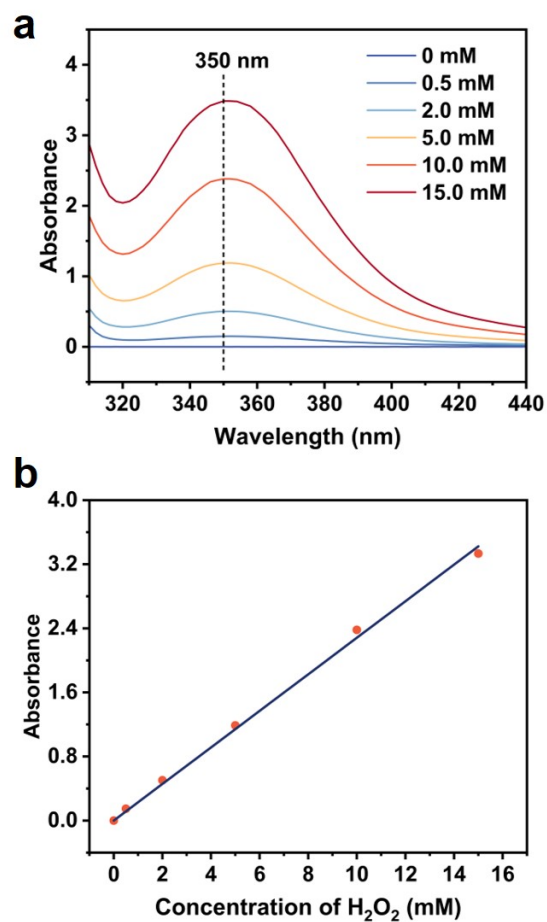 a
350 nm
0 mM
0.5 mM
2.0 mM
5.0 mM
10.0 mM
15.0 mM
4
3
2
1
0
Absorbance
320 340 360 380 400 420 440
Wavelength (nm)
b
4.0
3.2
2.4
1.6
0.8
0.0
Absorbance
0 2 4 6 8 10 12 14 16
Concentration of H₂O₂ (mM)